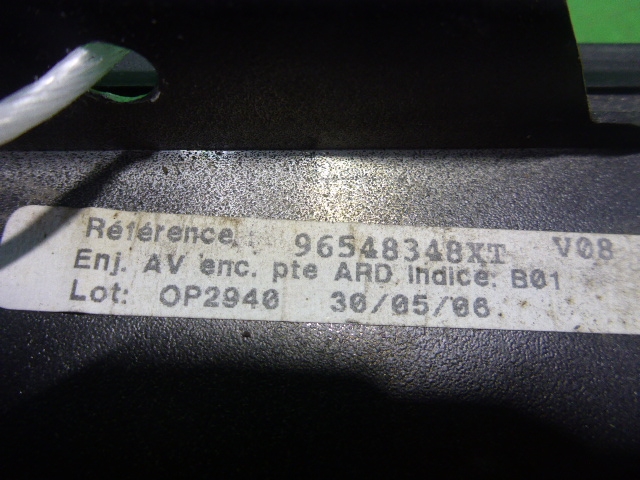 Référence 96548348XT V08
Enj. AV enc. pte ARD Indice: B01
Lot: OP2940 30/05/06